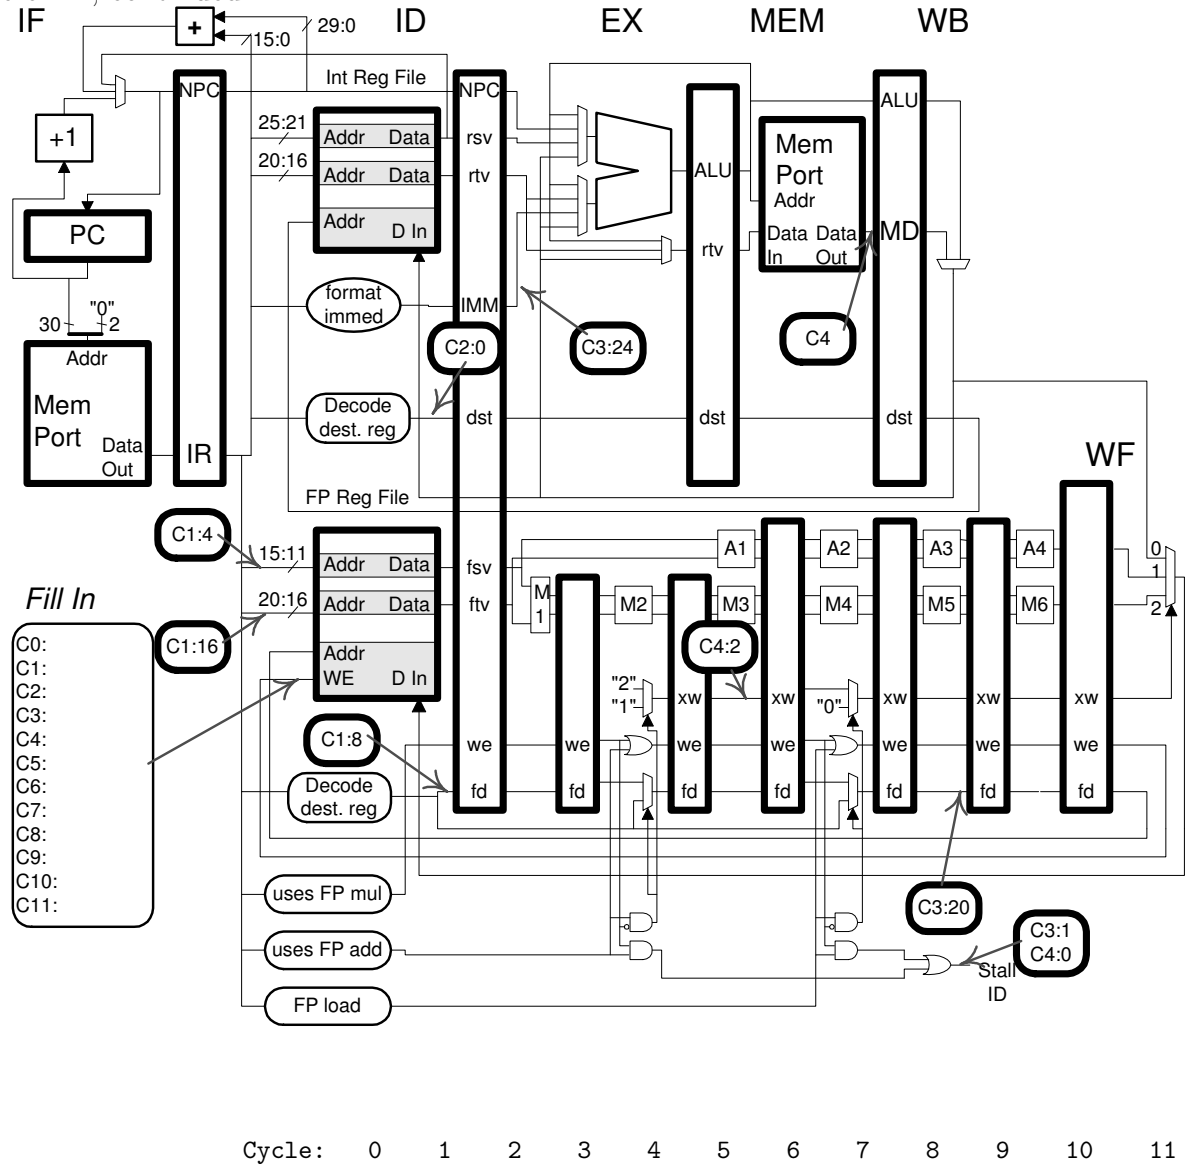 IF
ID
EX
MEM
WB
+
29:0
15:0
Int Reg File
NPC
NPC
ALU
+1
25:21
Addr
Data
rsv
20:16
Addr
Data
rtv
ALU
Mem
Port
Addr
PC
Addr
D In
rtv
Data
In
Data
Out
MD
format
immed
IMM
"0"
30
2
Addr
C2:0
C3:24
C4
Mem
Port
Data
Out
IR
Decode
dest. reg
dst
dst
dst
WF
FP Reg File
C1:4
15:11
Addr
Data
fsv
A1
A2
A3
A4
0
1
2
Fill In
20:16
Addr
Data
ftv
M
1
M2
M3
M4
M5
M6
C0:
C1:
C2:
C3:
C4:
C5:
C6:
C7:
C8:
C9:
C10:
C11:
C1:16
Addr
WE
D In
C4:2
"2"
"1"
xw
xw
"0"
xw
xw
xw
C1:8
we
we
we
we
we
we
we
Decode
dest. reg
fd
fd
fd
fd
fd
fd
fd
uses FP mul
C3:20
C3:1
C4:0
uses FP add
Stall
ID
FP load
Cycle: 0 1 2 3 4 5 6 7 8 9 10 11